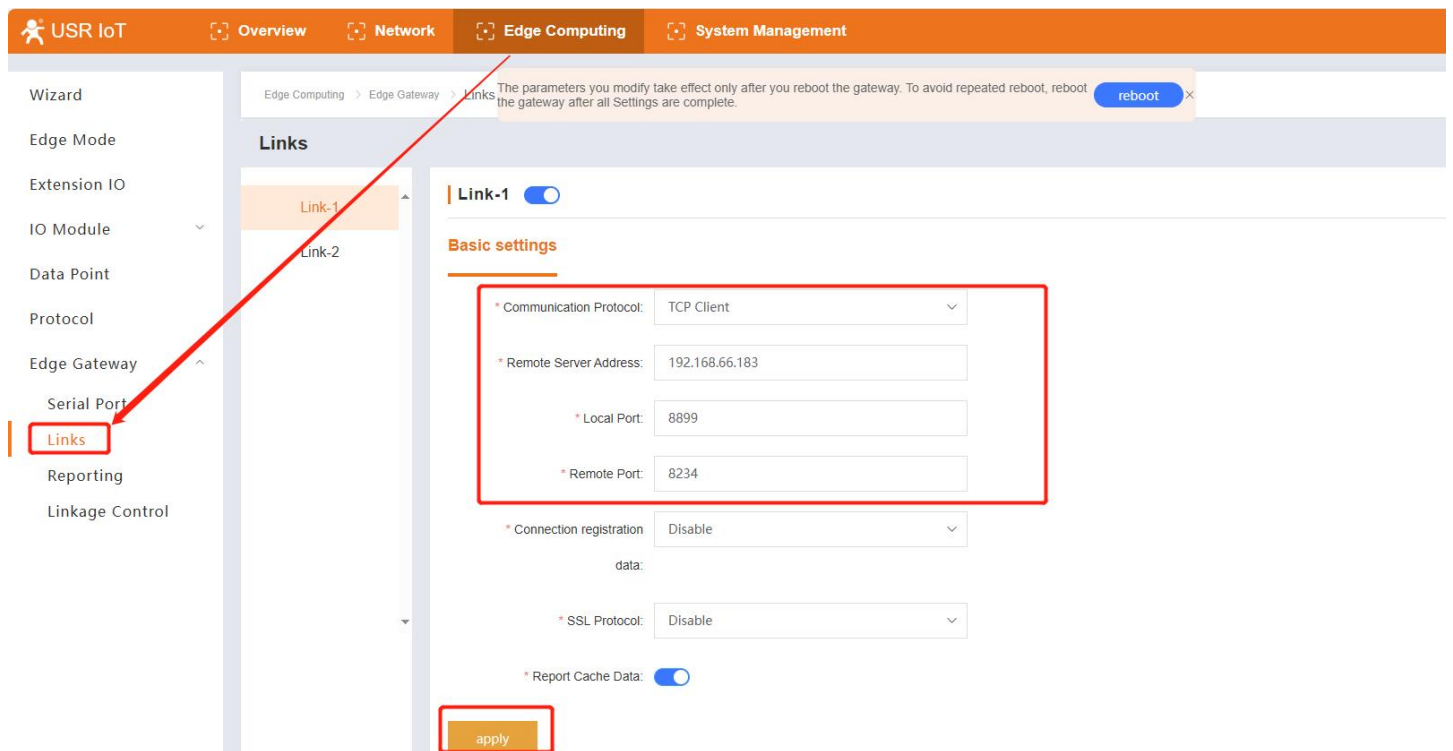 USR IoT
Overview
Network
Edge Computing
System Management
Wizard
Edge Mode
Extension IO
IO Module
Data Point
Protocol
Edge Gateway
Serial Port
Links
Reporting
Linkage Control
Edge Computing > Edge Gateway > Links
The parameters you modify take effect only after you reboot the gateway. To avoid repeated reboot, reboot
the gateway after all Settings are complete.
reboot
×
Links
Link-1
Link-2
Link-1
Basic settings
* Communication Protocol: TCP Client
* Remote Server Address: 192.168.66.183
* Local Port: 8899
* Remote Port: 8234
* Connection registration Disable
data:
* SSL Protocol: Disable
* Report Cache Data:
apply